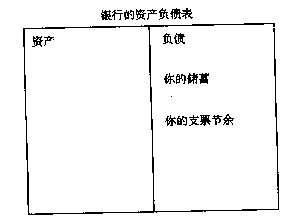 银行的资产负债表
资产
负债
你的储蓄
你的支票节余